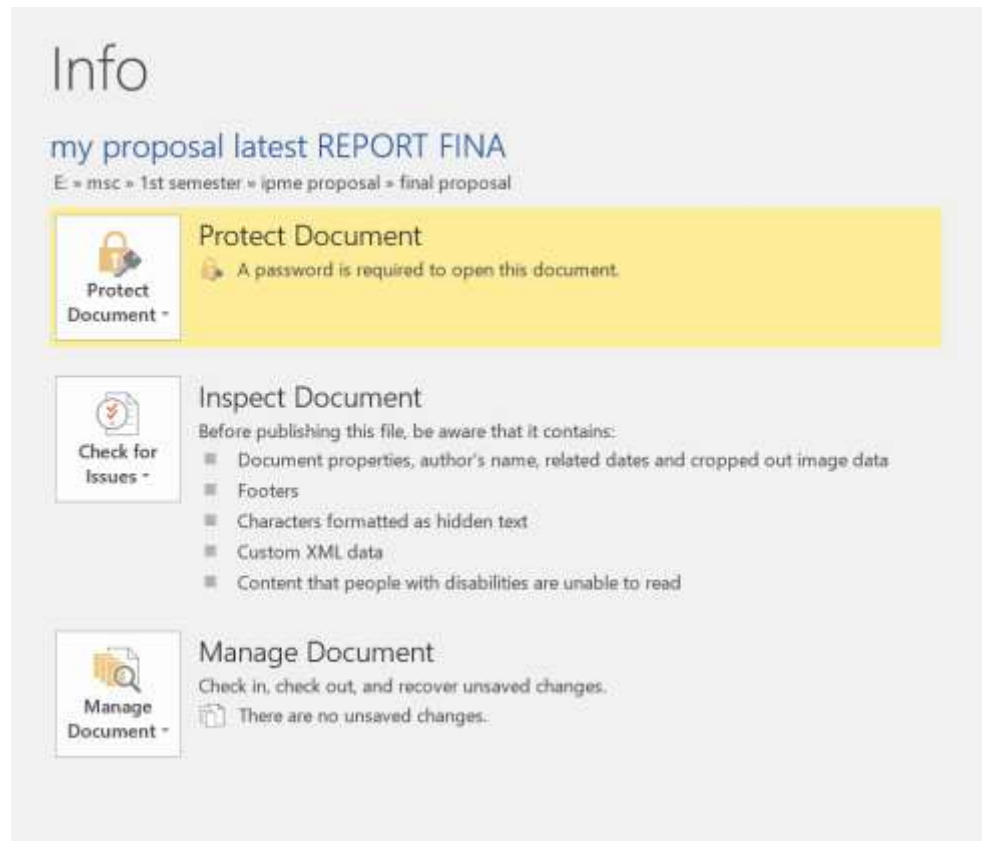 Info
my proposal latest REPORT FINA
E: » msc » 1st semester » ipme proposal » final proposal
Protect Document
Protect Document
A password is required to open this document.
Check for Issues
Inspect Document
Before publishing this file, be aware that it contains:
Document properties, author's name, related dates and cropped out image data
Footers
Characters formatted as hidden text
Custom XML data
Content that people with disabilities are unable to read
Manage Document
Manage Document
Check in, check out, and recover unsaved changes.
There are no unsaved changes.